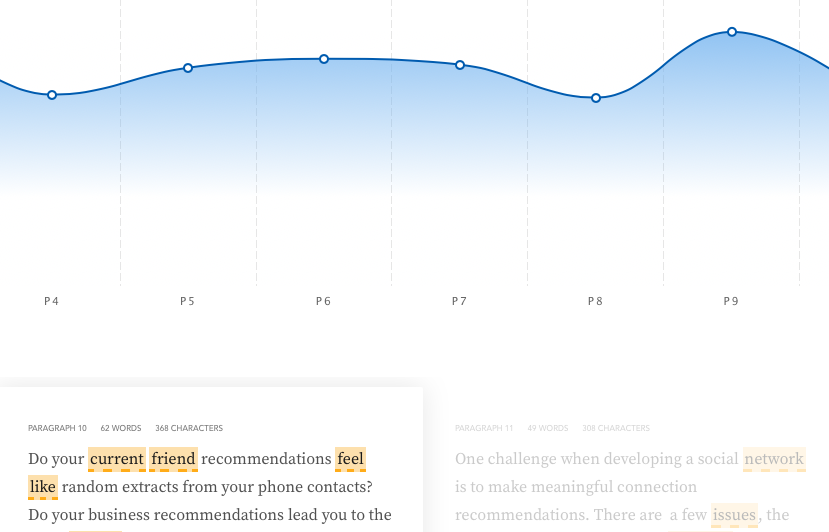 P4 P5 P6 P7 P8 P9
PARAGRAPH 10 62 WORDS 368 CHARACTERS
Do your current friend recommendations feel
like random extracts from your phone contacts?
Do your business recommendations lead you to the
PARAGRAPH 11 49 WORDS 308 CHARACTERS
One challenge when developing a social network
is to make meaningful connection
recommendations. There are a few issues, the